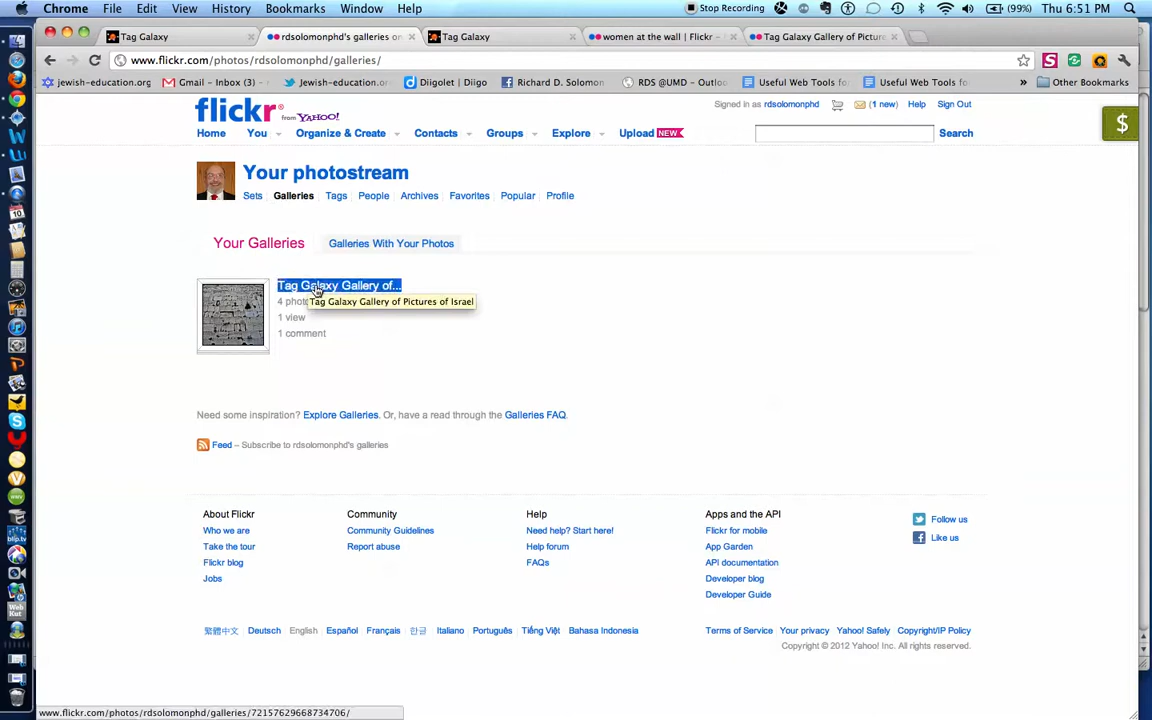 Chrome File Edit View History Bookmarks Window Help Stop Recording (99%) Thu 6:51 PM
Tag Galaxy rdsolomonphd's galleries on Tag Galaxy women at the wall | Flickr – Tag Galaxy Gallery of Picture
www.flickr.com/photos/rdsolomonphd/galleries/
jewish-education.org Gmail - Inbox (3) - Jewish-education.org Diigolet | Diigo Richard D. Solomon RDS @UMD – Outloo Useful Web Tools f Useful Web Tools fo » Other Bookmarks
flickr from YAHOO!
Signed in as rdsolomonphd (1 new) Help Sign Out
Home You Organize & Create Contacts Groups Explore Upload NEW Search
$
Your photostream
Sets Galleries Tags People Archives Favorites Popular Profile
Your Galleries Galleries With Your Photos
Tag Galaxy Gallery of...
4 photo
Tag Galaxy Gallery of Pictures of Israel
1 view
1 comment
Need some inspiration? Explore Galleries. Or, have a read through the Galleries FAQ.
Feed – Subscribe to rdsolomonphd's galleries
About Flickr
Who we are
Take the tour
Flickr blog
Jobs
Community
Community Guidelines
Report abuse
Help
Need help? Start here!
Help forum
FAQs
Apps and the API
Flickr for mobile
App Garden
API documentation
Developer blog
Developer Guide
Follow us
Like us
繁體中文 Deutsch English Español Français 한글 Italiano Português Tiếng Việt Bahasa Indonesia
Terms of Service Your privacy Yahoo! Safely Copyright/IP Policy
Copyright © 2012 Yahoo! Inc. All rights reserved.
www.flickr.com/photos/rdsolomonphd/galleries/72157629668734706/